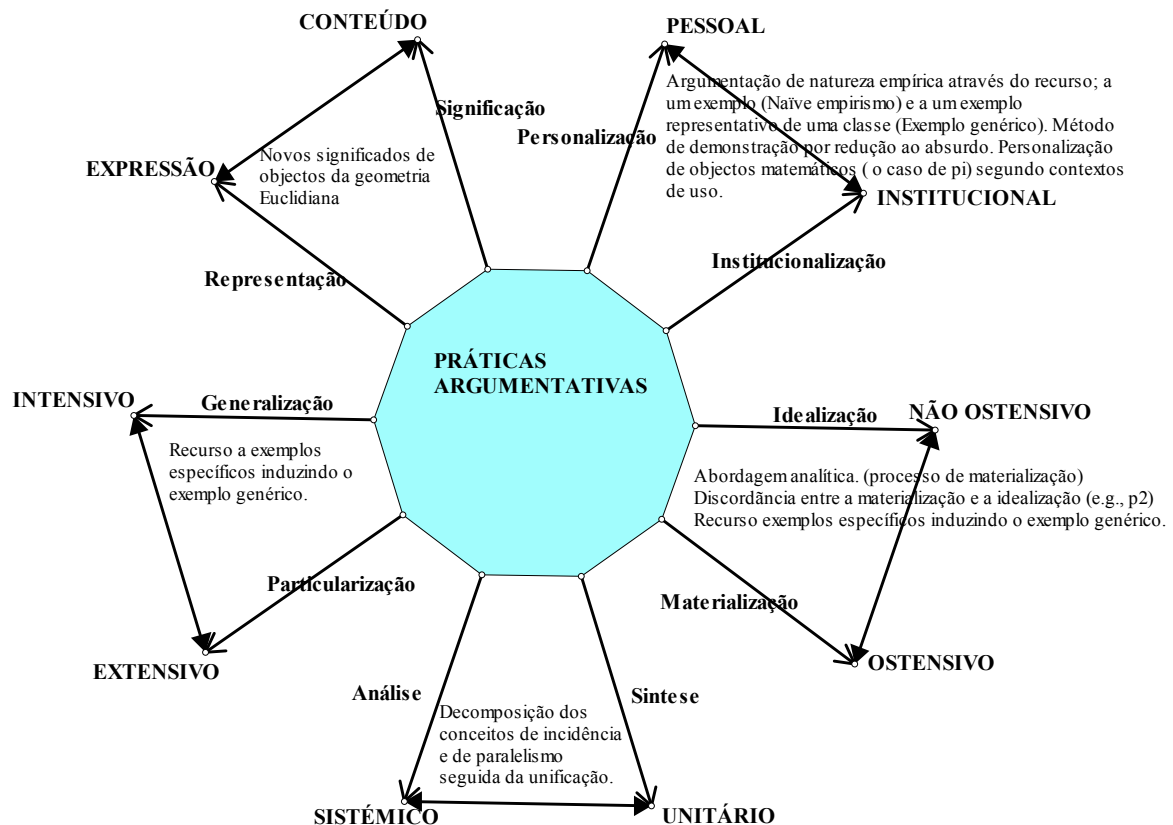 CONTEÚDO
PESSOAL
Argumentação de natureza empírica através do recurso; a
um exemplo (Naïve empirismo) e a um exemplo
representativo de uma classe (Exemplo genérico). Método
de demonstração por redução ao absurdo. Personalização
de objectos matemáticos ( o caso de pi) segundo contextos
de uso.
Significação
Personalização
EXPRESSÃO
Novos significados de
objectos da geometria
Euclidiana
INSTITUCIONAL
Representação
Institucionalização
PRÁTICAS
ARGUMENTATIVAS
INTENSIVO
Generalização
Idealização
NÃO OSTENSIVO
Recurso a exemplos
específicos induzindo o
exemplo genérico.
Abordagem analítica. (processo de materialização)
Discordãncia entre a materialização e a idealização (e.g., p2)
Recurso exemplos específicos induzindo o exemplo genérico.
Particularização
Materialização
EXTENSIVO
OSTENSIVO
Análise
Sintese
Decomposição dos
conceitos de incidência
e de paralelismo
seguida da unificação.
SISTÉMICO
UNITÁRIO